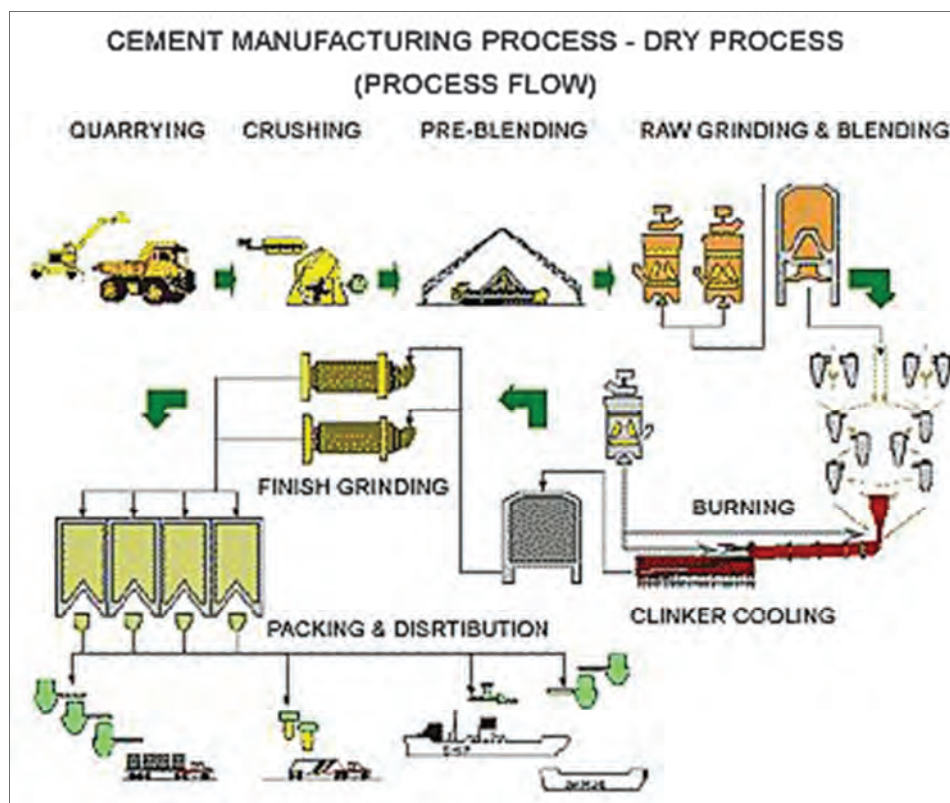 CEMENT MANUFACTURING PROCESS - DRY PROCESS
(PROCESS FLOW)
QUARRYING
CRUSHING
PRE-BLENDING
RAW GRINDING & BLENDING
FINISH GRINDING
BURNING
CLINKER COOLING
PACKING & DISRTIBUTION